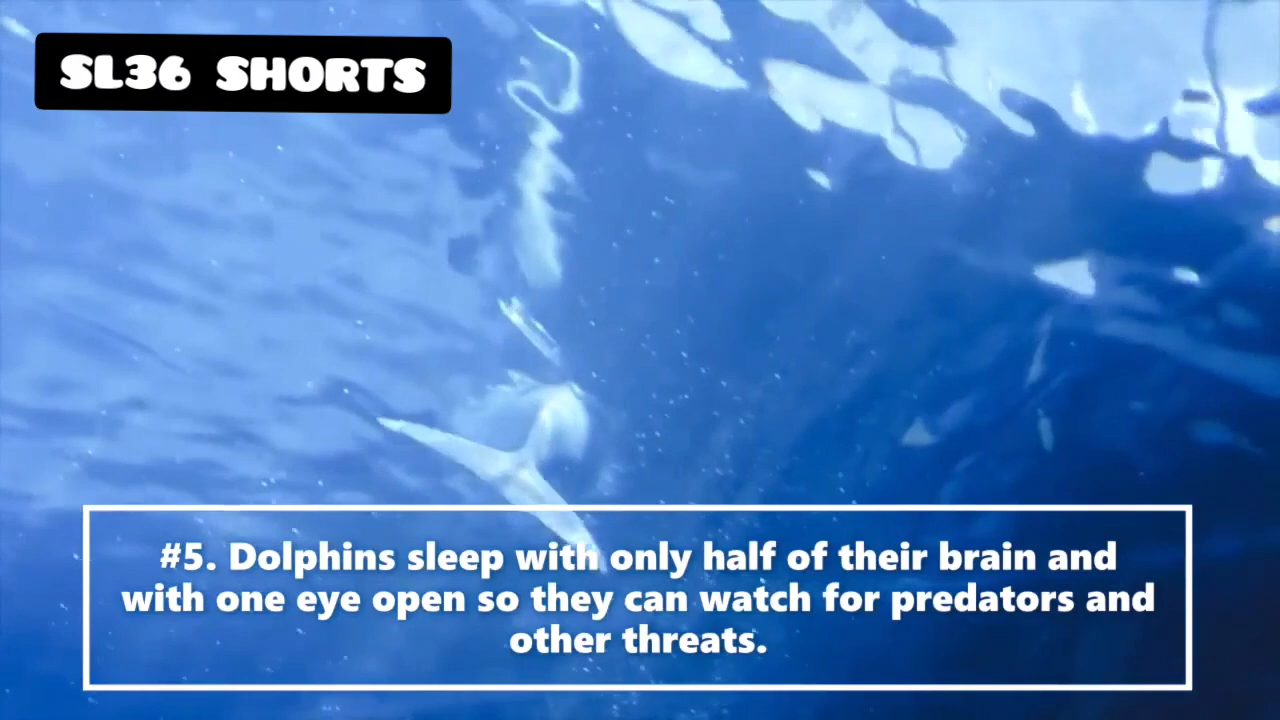 SL36 SHORTS
#5. Dolphins sleep with only half of their brain and
with one eye open so they can watch for predators and
other threats.